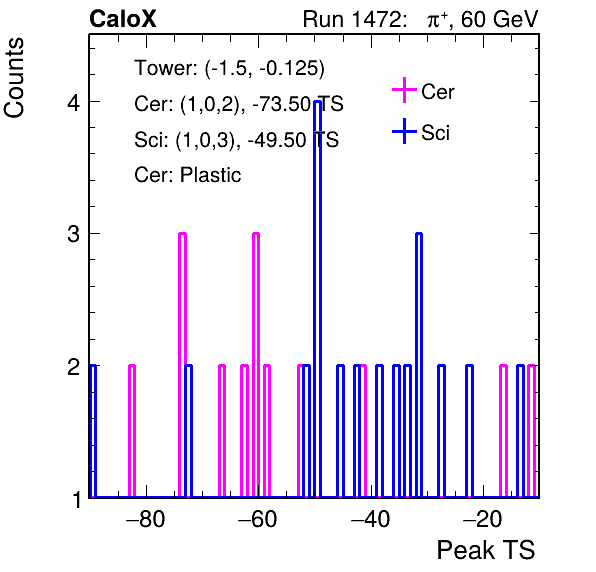 CaloX Run 1472: π⁺, 60 GeV
Counts
Tower: (-1.5, -0.125)
Cer: (1,0,2), -73.50 TS
Sci: (1,0,3), -49.50 TS
Cer: Plastic
Cer
Sci
4
3
2
1
−80 −60 −40 −20
Peak TS